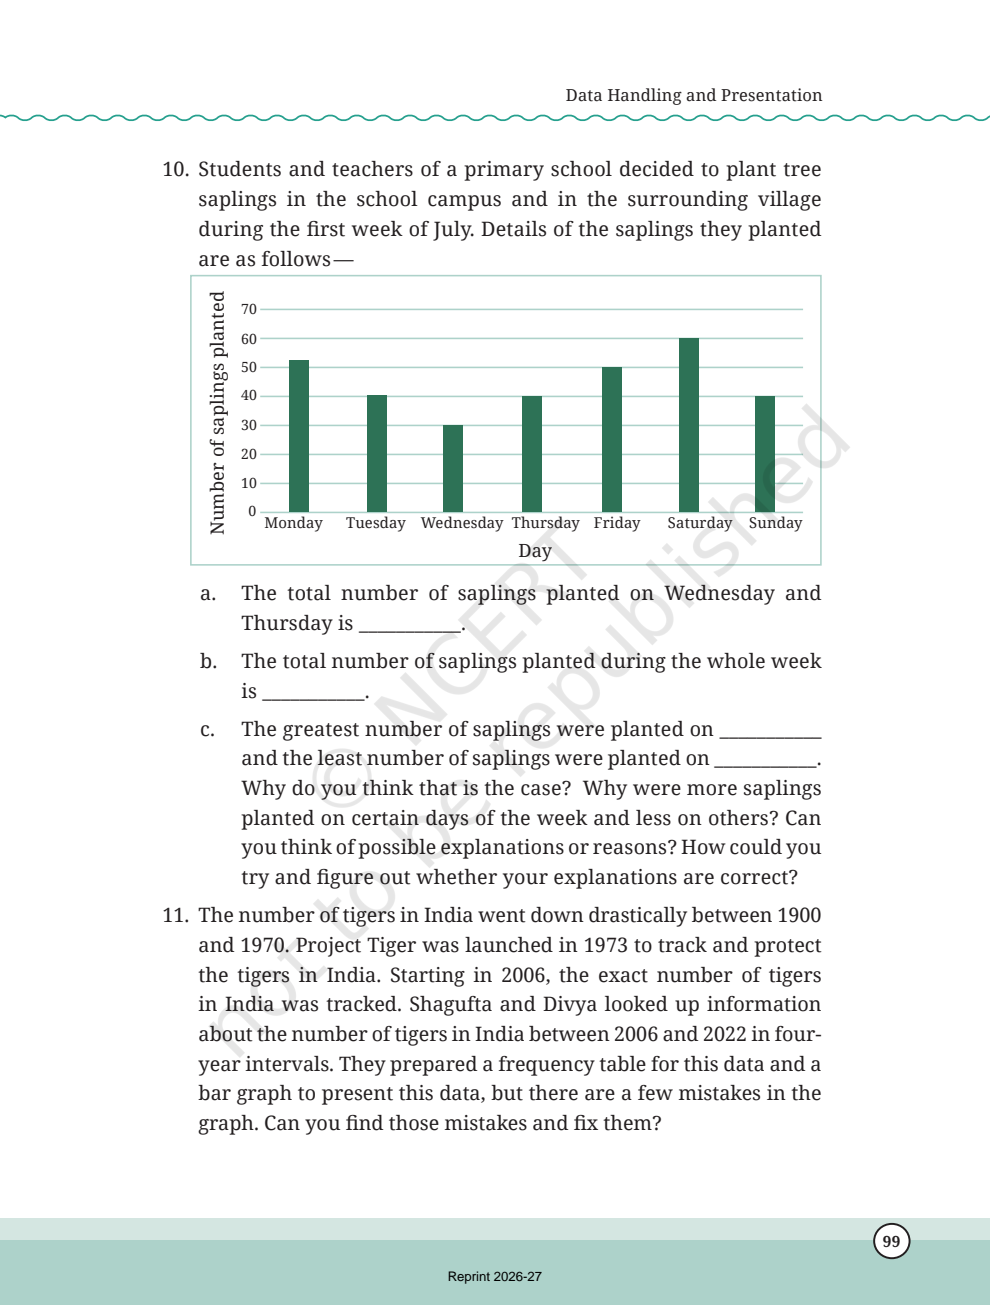 Data Handling and Presentation
10. Students and teachers of a primary school decided to plant tree
saplings in the school campus and in the surrounding village
during the first week of July. Details of the saplings they planted
are as follows—
Number of saplings planted
70
60
50
40
30
20
10
0
Monday Tuesday Wednesday Thursday Friday Saturday Sunday
Day
a. The total number of saplings planted on Wednesday and
Thursday is ___________.
b. The total number of saplings planted during the whole week
is ___________.
c. The greatest number of saplings were planted on ___________
and the least number of saplings were planted on ___________.
Why do you think that is the case? Why were more saplings
planted on certain days of the week and less on others? Can
you think of possible explanations or reasons? How could you
try and figure out whether your explanations are correct?
11. The number of tigers in India went down drastically between 1900
and 1970. Project Tiger was launched in 1973 to track and protect
the tigers in India. Starting in 2006, the exact number of tigers
in India was tracked. Shagufta and Divya looked up information
about the number of tigers in India between 2006 and 2022 in four-
year intervals. They prepared a frequency table for this data and a
bar graph to present this data, but there are a few mistakes in the
graph. Can you find those mistakes and fix them?
© NCERT
not to be republished
99
Reprint 2026-27